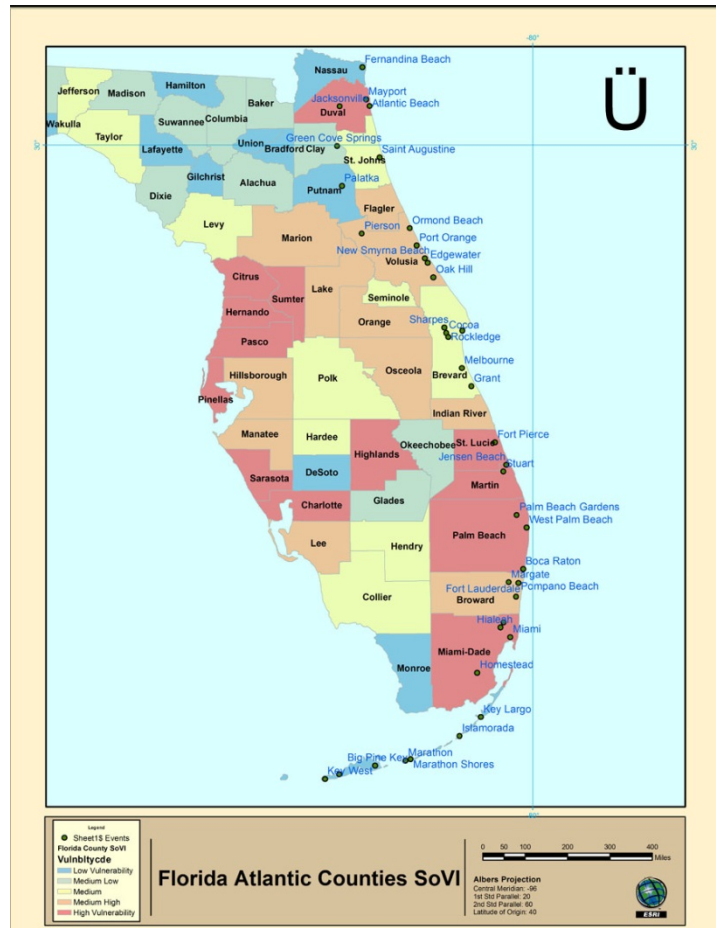 -80°
Fernandina Beach
Nassau
Ü
Jefferson
Madison
Hamilton
Mayport
Jacksonville
Atlantic Beach
Baker
Duval
Wakulla
Suwannee
Columbia
Taylor
Green Cove Springs
30°
30°
Lafayette
Union
Bradford
Clay
Saint Augustine
St. Johns
Gilchrist
Alachua
Palatka
Putnam
Dixie
Flagler
Levy
Ormond Beach
Pierson
Marion
Port Orange
New Smyrna Beach
Edgewater
Volusia
Oak Hill
Citrus
Lake
Sumter
Seminole
Hernando
Orange
Sharpes
Cocoa
Rockledge
Pasco
Melbourne
Osceola
Hillsborough
Polk
Brevard
Grant
Pinellas
Indian River
Manatee
Hardee
Okeechobee
St. Lucie
Fort Pierce
Highlands
Jensen Beach
Stuart
Sarasota
DeSoto
Martin
Charlotte
Glades
Palm Beach Gardens
West Palm Beach
Palm Beach
Lee
Hendry
Boca Raton
Margate
Fort Lauderdale
Pompano Beach
Collier
Broward
Hialeah
Miami
Miami-Dade
Monroe
Homestead
Key Largo
Islamorada
Big Pine Key
Marathon
Marathon Shores
Key West
-80°
Legend
Sheet1$ Events
Florida County SoVI
Vulnbltycde
Low Vulnerability
Medium Low
Medium
Medium High
High Vulnerability
Florida Atlantic Counties SoVI
0 50 100 200 300 400
Miles
Albers Projection
Central Meridian: -96
1st Std Parallel: 20
2nd Std Parallel: 60
Latitude of Origin: 40
ESRI